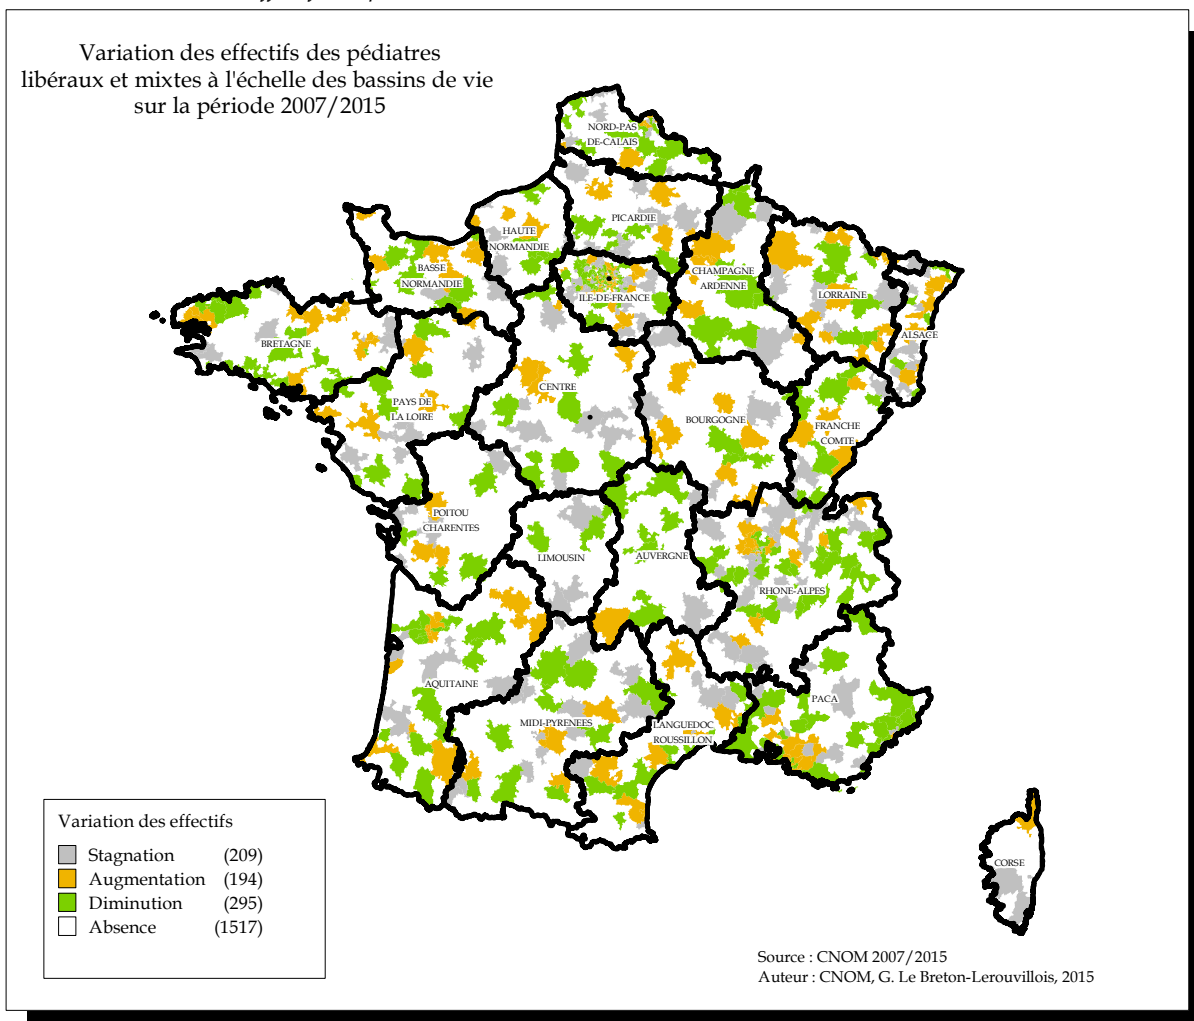 Variation des effectifs des pédiatres
libéraux et mixtes à l'échelle des bassins de vie
sur la période 2007/2015
NORD-PAS
DE-CALAIS
PICARDIE
HAUTE
NORMANDIE
BASSE
NORMANDIE
CHAMPAGNE
ARDENNE
ILE-DE-FRANCE
LORRAINE
ALSACE
BRETAGNE
CENTRE
PAYS DE
LA LOIRE
BOURGOGNE
FRANCHE
COMTE
POITOU
CHARENTES
LIMOUSIN
AUVERGNE
RHONE-ALPES
AQUITAINE
PACA
MIDI-PYRENEES
LANGUEDOC
ROUSSILLON
CORSE
Variation des effectifs
Stagnation (209)
Augmentation (194)
Diminution (295)
Absence (1517)
Source : CNOM 2007/2015
Auteur : CNOM, G. Le Breton-Lerouvillois, 2015